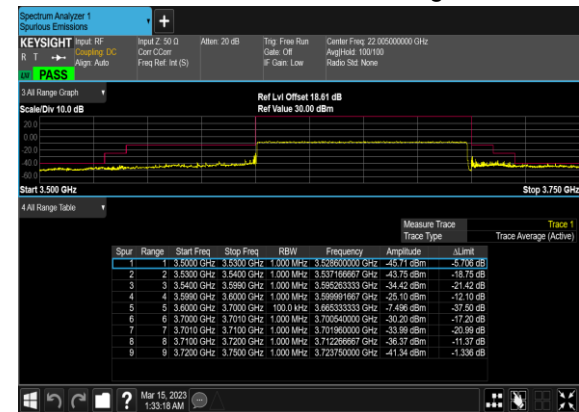 Spectrum Analyzer 1
Spurious Emissions
KEYSIGHT Input: RF Input Z: 50 Ω Atten: 20 dB Trig: Free Run Center Freq: 22.005000000 GHz
R T Coupling: DC Corr CCorr Gate: Off Avg|Hold: 100/100
Align: Auto Freq Ref: Int (S) IF Gain: Low Radio Std: None
PASS
3 All Range Graph
Ref Lvl Offset 18.61 dB
Scale/Div 10.0 dB Ref Value 30.00 dBm
20.0
0.00
-20.0
-40.0
-60.0
Start 3.500 GHz Stop 3.750 GHz
4 All Range Table
Measure Trace Trace 1
Trace Type Trace Average (Active)
Spur Range Start Freq Stop Freq RBW Frequency Amplitude ΔLimit
1 1 3.5000 GHz 3.5300 GHz 1.000 MHz 3.528600000 GHz -45.71 dBm -5.706 dB
2 2 3.5300 GHz 3.5400 GHz 1.000 MHz 3.537166667 GHz -43.75 dBm -18.75 dB
3 3 3.5400 GHz 3.5990 GHz 1.000 MHz 3.595263333 GHz -34.42 dBm -21.42 dB
4 4 3.5990 GHz 3.6000 GHz 1.000 MHz 3.599991667 GHz -25.10 dBm -12.10 dB
5 5 3.6000 GHz 3.7000 GHz 100.0 kHz 3.665333333 GHz -7.496 dBm -37.50 dB
6 6 3.7000 GHz 3.7010 GHz 1.000 MHz 3.700540000 GHz -30.20 dBm -17.20 dB
7 7 3.7010 GHz 3.7100 GHz 1.000 MHz 3.701960000 GHz -33.99 dBm -20.99 dB
8 8 3.7100 GHz 3.7200 GHz 1.000 MHz 3.712266667 GHz -36.37 dBm -11.37 dB
9 9 3.7200 GHz 3.7500 GHz 1.000 MHz 3.723750000 GHz -41.34 dBm -1.336 dB
Mar 15, 2023
1:33:18 AM